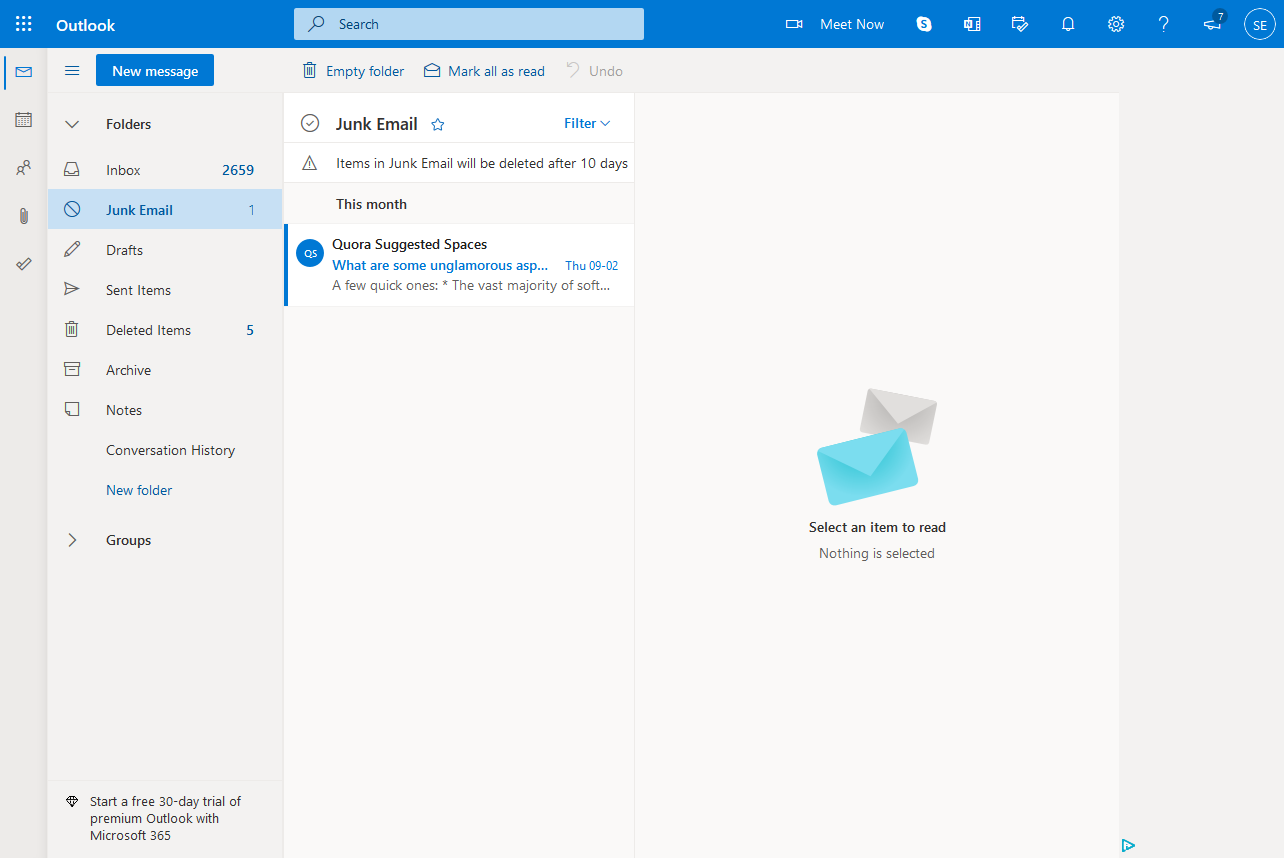 Outlook
Search
Meet Now
7
SE
New message
Empty folder
Mark all as read
Undo
Folders
Inbox 2659
Junk Email 1
Drafts
Sent Items
Deleted Items 5
Archive
Notes
Conversation History
New folder
Groups
Start a free 30-day trial of
premium Outlook with
Microsoft 365
Junk Email
Filter
Items in Junk Email will be deleted after 10 days
This month
QS
Quora Suggested Spaces
What are some unglamorous asp... Thu 09-02
A few quick ones: * The vast majority of soft...
Select an item to read
Nothing is selected